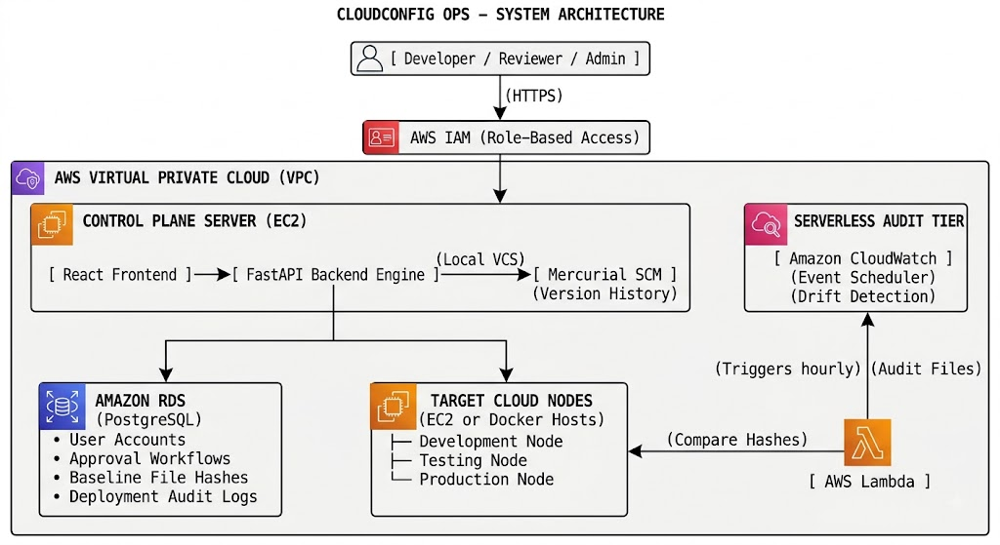 CLOUDCONFIG OPS – SYSTEM ARCHITECTURE
[ Developer / Reviewer / Admin ]
(HTTPS)
AWS IAM (Role-Based Access)
AWS VIRTUAL PRIVATE CLOUD (VPC)
CONTROL PLANE SERVER (EC2)
[ React Frontend ]
[ FastAPI Backend Engine ]
(Local VCS)
[ Mercurial SCM ]
(Version History)
SERVERLESS AUDIT TIER
[ Amazon CloudWatch ]
(Event Scheduler)
(Drift Detection)
(Triggers hourly)
(Audit Files)
AMAZON RDS
(PostgreSQL)
• User Accounts
• Approval Workflows
• Baseline File Hashes
• Deployment Audit Logs
TARGET CLOUD NODES
(EC2 or Docker Hosts)
├─ Development Node
├─ Testing Node
└─ Production Node
(Compare Hashes)
[ AWS Lambda ]